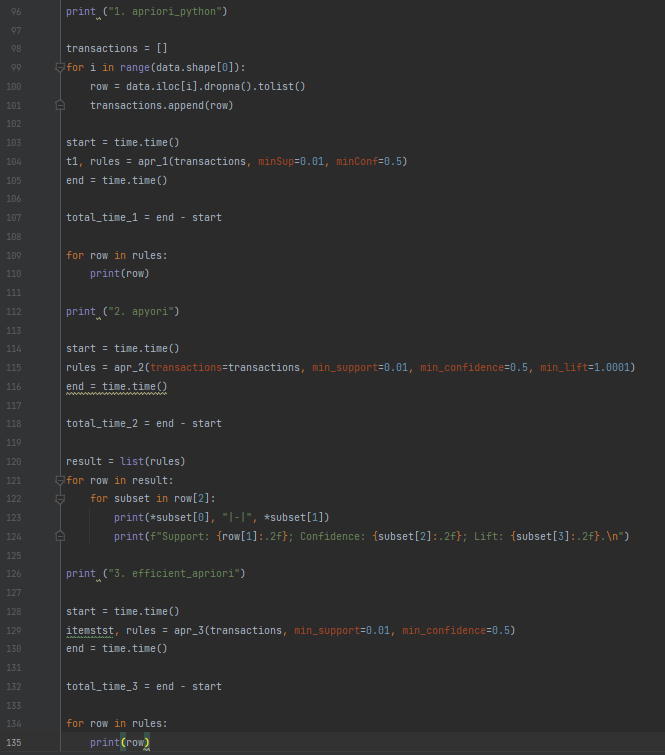 96 print ("1. apriori_python")
97
98 transactions = []
99 for i in range(data.shape[0]):
100     row = data.iloc[i].dropna().tolist()
101     transactions.append(row)
102
103 start = time.time()
104 t1, rules = apr_1(transactions, minSup=0.01, minConf=0.5)
105 end = time.time()
106
107 total_time_1 = end - start
108
109 for row in rules:
110     print(row)
111
112 print ("2. apyori")
113
114 start = time.time()
115 rules = apr_2(transactions=transactions, min_support=0.01, min_confidence=0.5, min_lift=1.0001)
116 end = time.time()
117
118 total_time_2 = end - start
119
120 result = list(rules)
121 for row in result:
122     for subset in row[2]:
123         print(*subset[0], "|-|", *subset[1])
124         print(f"Support: {row[1]:.2f}; Confidence: {subset[2]:.2f}; Lift: {subset[3]:.2f}.\n")
125
126 print ("3. efficient_apriori")
127
128 start = time.time()
129 itemstst, rules = apr_3(transactions, min_support=0.01, min_confidence=0.5)
130 end = time.time()
131
132 total_time_3 = end - start
133
134 for row in rules:
135     print(row)